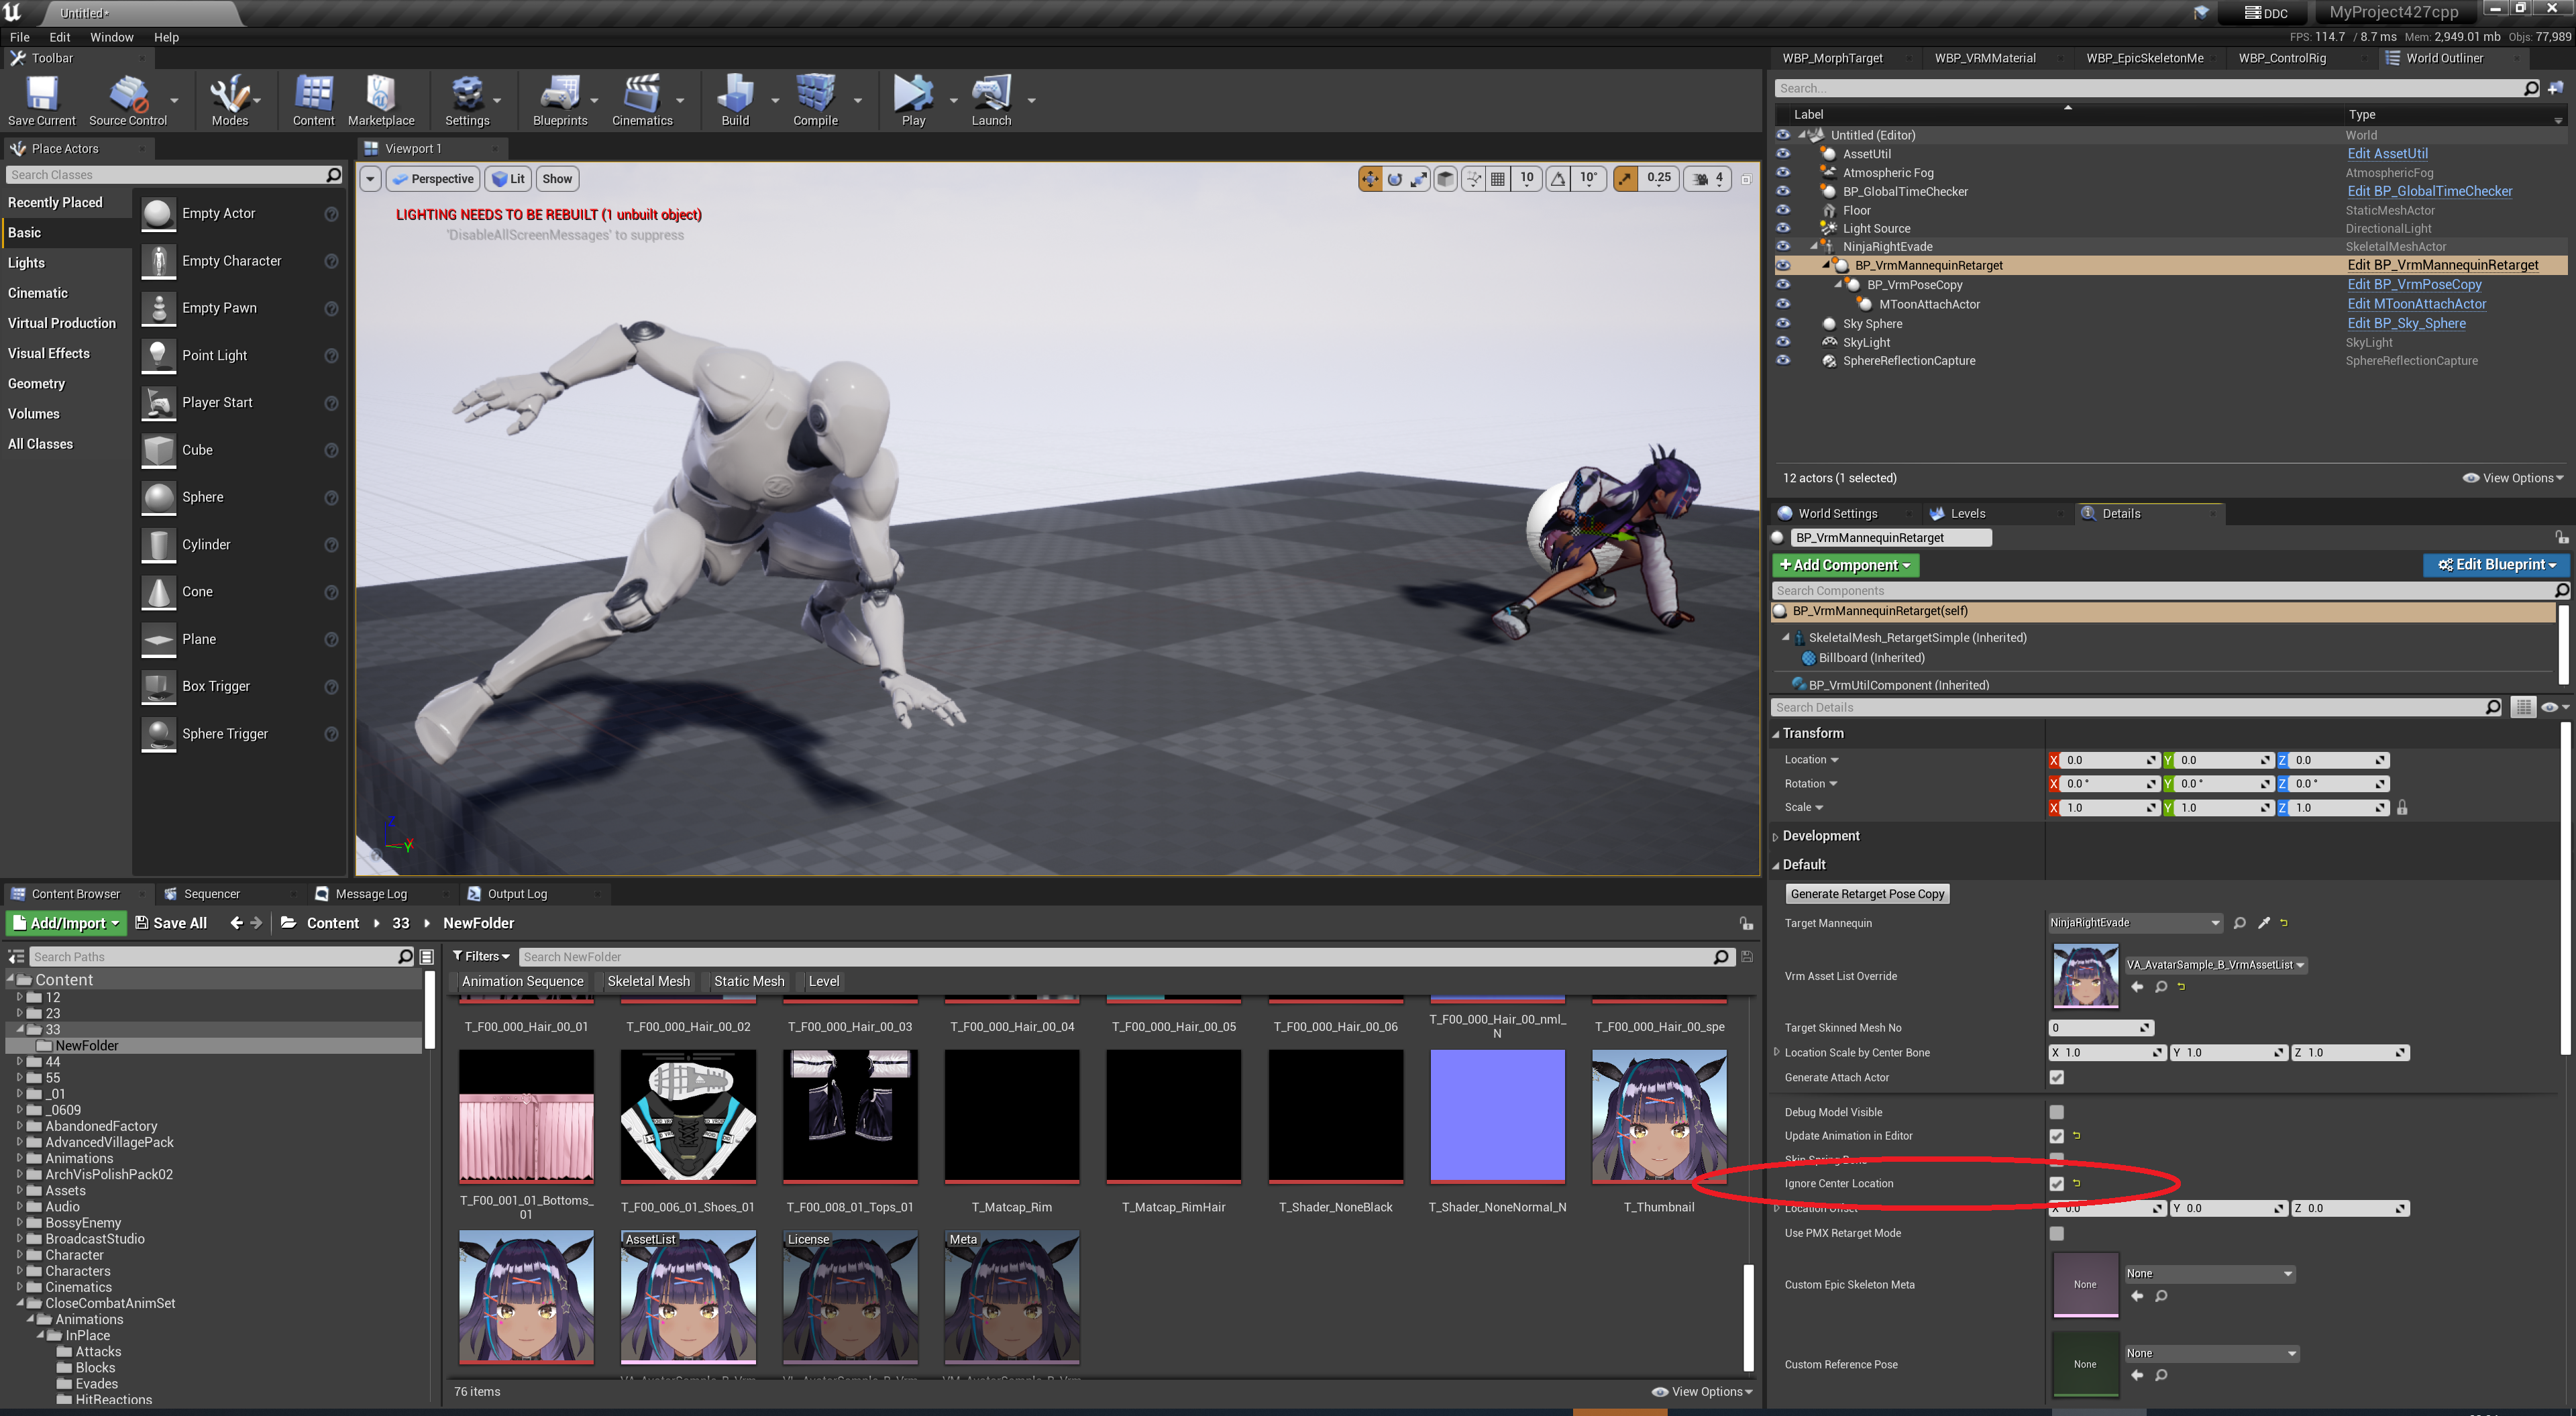 Untitled•
DDC
MyProject427cpp
File Edit Window Help
FPS: 114.7 / 8.7 ms Mem: 2,949.01 mb Objs: 77,989
Toolbar
Save Current
Source Control
Modes
Content
Marketplace
Settings
Blueprints
Cinematics
Build
Compile
Play
Launch
Place Actors
Search Classes
Recently Placed
Basic
Lights
Cinematic
Virtual Production
Visual Effects
Geometry
Volumes
All Classes
Empty Actor
Empty Character
Empty Pawn
Point Light
Player Start
Cube
Sphere
Cylinder
Cone
Plane
Box Trigger
Sphere Trigger
Viewport 1
Perspective Lit Show
10 10° 0.25 4
LIGHTING NEEDS TO BE REBUILT (1 unbuilt object)
'DisableAllScreenMessages' to suppress
Z
Y
WBP_MorphTarget WBP_VRMMaterial WBP_EpicSkeletonMe WBP_ControlRig World Outliner
Search...
Label Type
Untitled (Editor) World
AssetUtil Edit AssetUtil
Atmospheric Fog AtmosphericFog
BP_GlobalTimeChecker Edit BP_GlobalTimeChecker
Floor StaticMeshActor
Light Source DirectionalLight
NinjaRightEvade SkeletalMeshActor
BP_VrmMannequinRetarget Edit BP_VrmMannequinRetarget
BP_VrmPoseCopy Edit BP_VrmPoseCopy
MToonAttachActor Edit MToonAttachActor
Sky Sphere Edit BP_Sky_Sphere
SkyLight SkyLight
SphereReflectionCapture SphereReflectionCapture
12 actors (1 selected) View Options
World Settings Levels Details
BP_VrmMannequinRetarget
+ Add Component Edit Blueprint
Search Components
BP_VrmMannequinRetarget(self)
SkeletalMesh_RetargetSimple (Inherited)
Billboard (Inherited)
BP_VrmUtilComponent (Inherited)
Search Details
Transform
Location X 0.0 Y 0.0 Z 0.0
Rotation X 0.0 ° Y 0.0 ° Z 0.0 °
Scale X 1.0 Y 1.0 Z 1.0
Development
Default
Generate Retarget Pose Copy
Target Mannequin NinjaRightEvade
Vrm Asset List Override VA_AvatarSample_B_VrmAssetList
Target Skinned Mesh No 0
Location Scale by Center Bone X 1.0 Y 1.0 Z 1.0
Generate Attach Actor
Debug Model Visible
Update Animation in Editor
Skip Spring Bone
Ignore Center Location
Location Offset X 0.0 Y 0.0 Z 0.0
Use PMX Retarget Mode
Custom Epic Skeleton Meta None None
Custom Reference Pose None None
Content Browser Sequencer Message Log Output Log
Add/Import Save All Content 33 NewFolder
Search Paths
Content
12
23
33
NewFolder
44
55
_01
_0609
AbandonedFactory
AdvancedVillagePack
Animations
ArchVisPolishPack02
Assets
Audio
BossyEnemy
BroadcastStudio
Character
Characters
Cinematics
CloseCombatAnimSet
Animations
InPlace
Attacks
Blocks
Evades
HitReactions
Filters Search NewFolder
Animation Sequence Skeletal Mesh Static Mesh Level
T_F00_000_Hair_00_01
T_F00_000_Hair_00_02
T_F00_000_Hair_00_03
T_F00_000_Hair_00_04
T_F00_000_Hair_00_05
T_F00_000_Hair_00_06
T_F00_000_Hair_00_nml_
N
T_F00_000_Hair_00_spe
T_F00_001_01_Bottoms_
01
T_F00_006_01_Shoes_01
T_F00_008_01_Tops_01
T_Matcap_Rim
T_Matcap_RimHair
T_Shader_NoneBlack
T_Shader_NoneNormal_N
T_Thumbnail
AssetList
License
Meta
76 items View Options